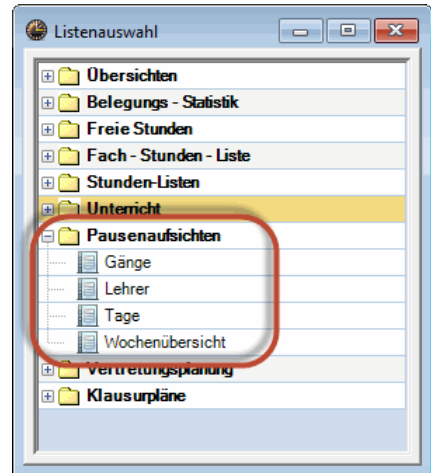 Listenauswahl
Übersichten
Belegungs - Statistik
Freie Stunden
Fach - Stunden - Liste
Stunden-Listen
Unterricht
Pausenaufsichten
Gänge
Lehrer
Tage
Wochenübersicht
Vertretungsplanung
Klausurpläne